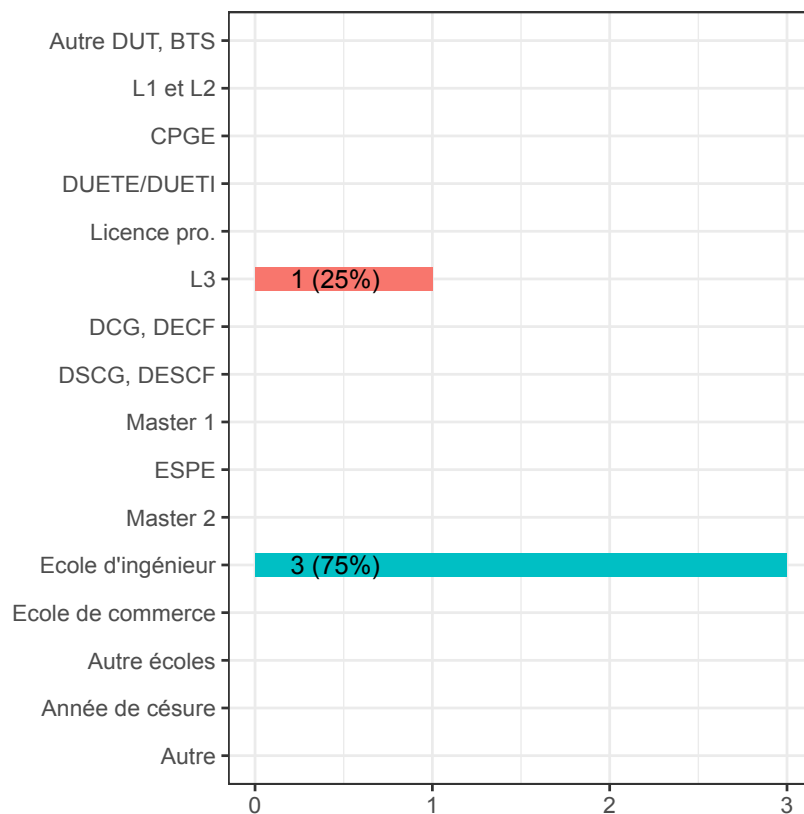 Autre DUT, BTS
L1 et L2
CPGE
DUETE/DUETI
Licence pro.
L3
1 (25%)
DCG, DECF
DSCG, DESCF
Master 1
ESPE
Master 2
Ecole d'ingénieur
3 (75%)
Ecole de commerce
Autre écoles
Année de césure
Autre
0
1
2
3